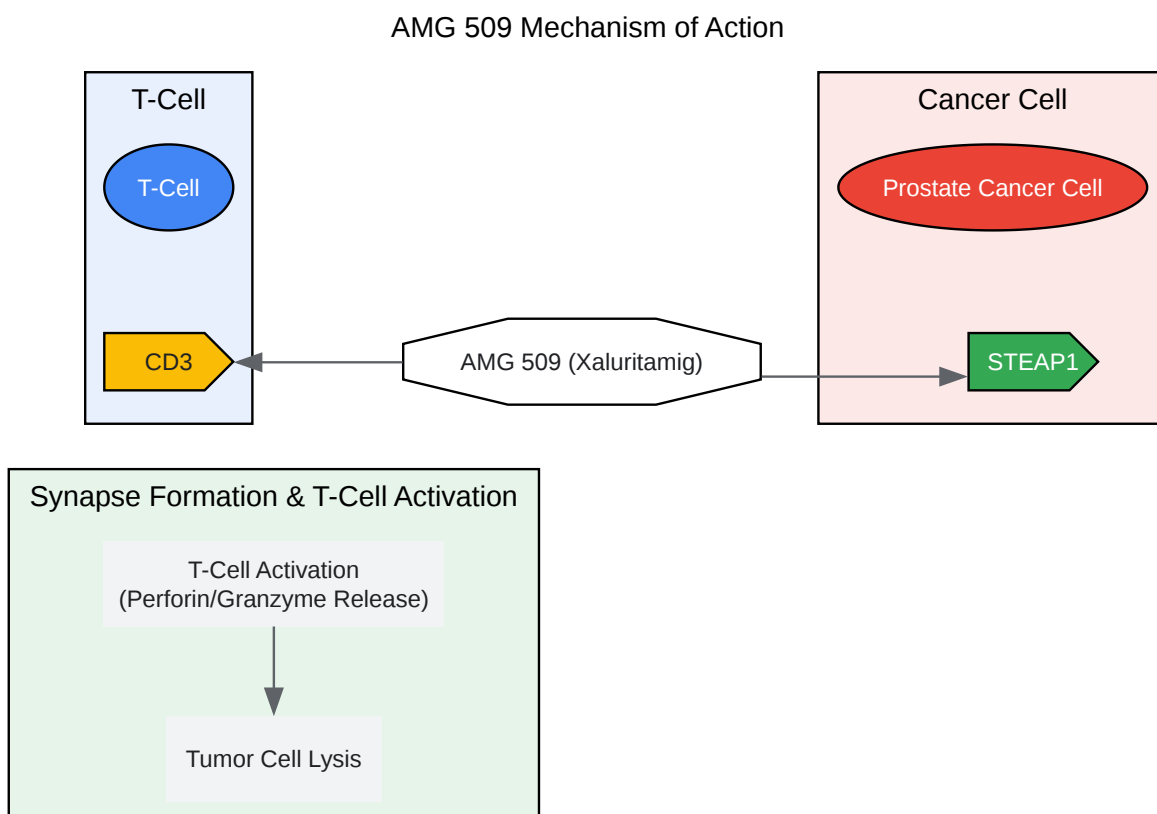 AMG 509 Mechanism of Action
T-Cell
Cancer Cell
T-Cell
Prostate Cancer Cell
CD3
AMG 509 (Xaluritamig)
STEAP1
Synapse Formation & T-Cell Activation
T-Cell Activation
(Perforin/Granzyme Release)
Tumor Cell Lysis